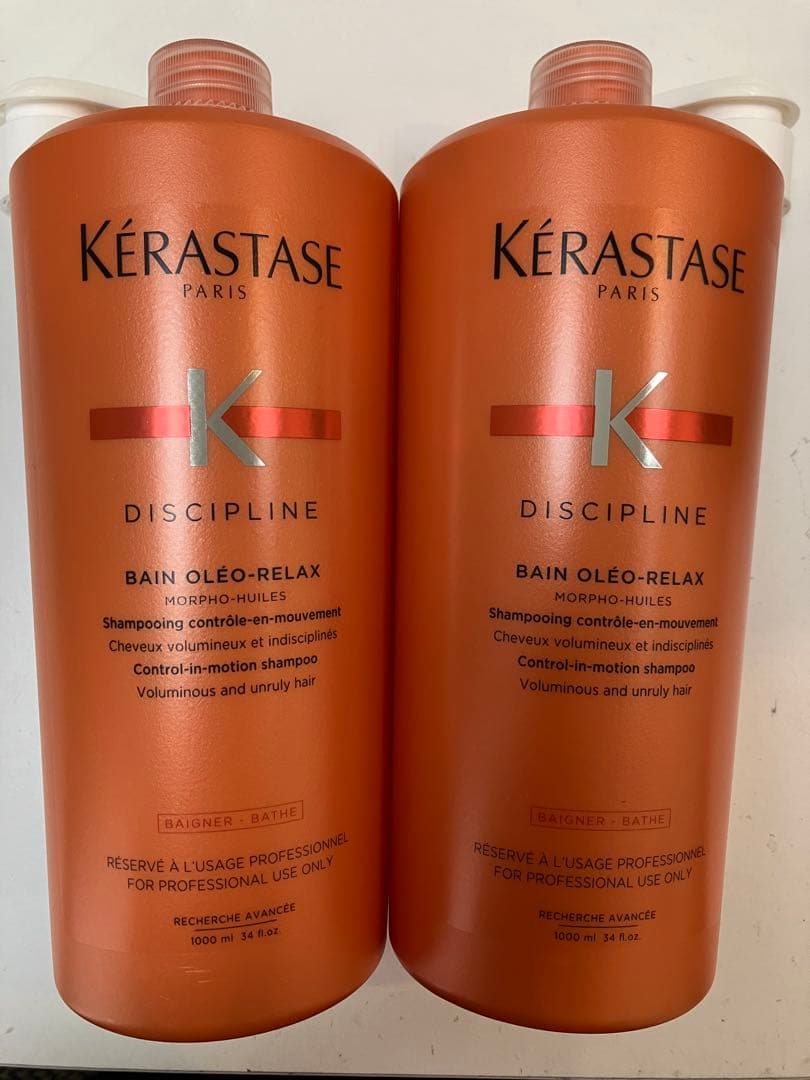 KÉRASTASE
PARIS
K
DISCIPLINE
BAIN OLÉO-RELAX
MORPHO-HUILES
Shampooing contrôle-en-mouvement
Cheveux volumineux et indisciplinés
Control-in-motion shampoo
Voluminous and unruly hair
BAIGNER - BATHE
RÉSERVÉ À L'USAGE PROFESSIONNEL
FOR PROFESSIONAL USE ONLY
RECHERCHE AVANCÉE
1000 ml 34 fl.oz.
KÉRASTASE
PARIS
K
DISCIPLINE
BAIN OLÉO-RELAX
MORPHO-HUILES
Shampooing contrôle-en-mouvement
Cheveux volumineux et indisciplinés
Control-in-motion shampoo
Voluminous and unruly hair
BAIGNER - BATHE
RÉSERVÉ À L'USAGE PROFESSIONNEL
FOR PROFESSIONAL USE ONLY
RECHERCHE AVANCÉE
1000 ml 34 fl.oz.